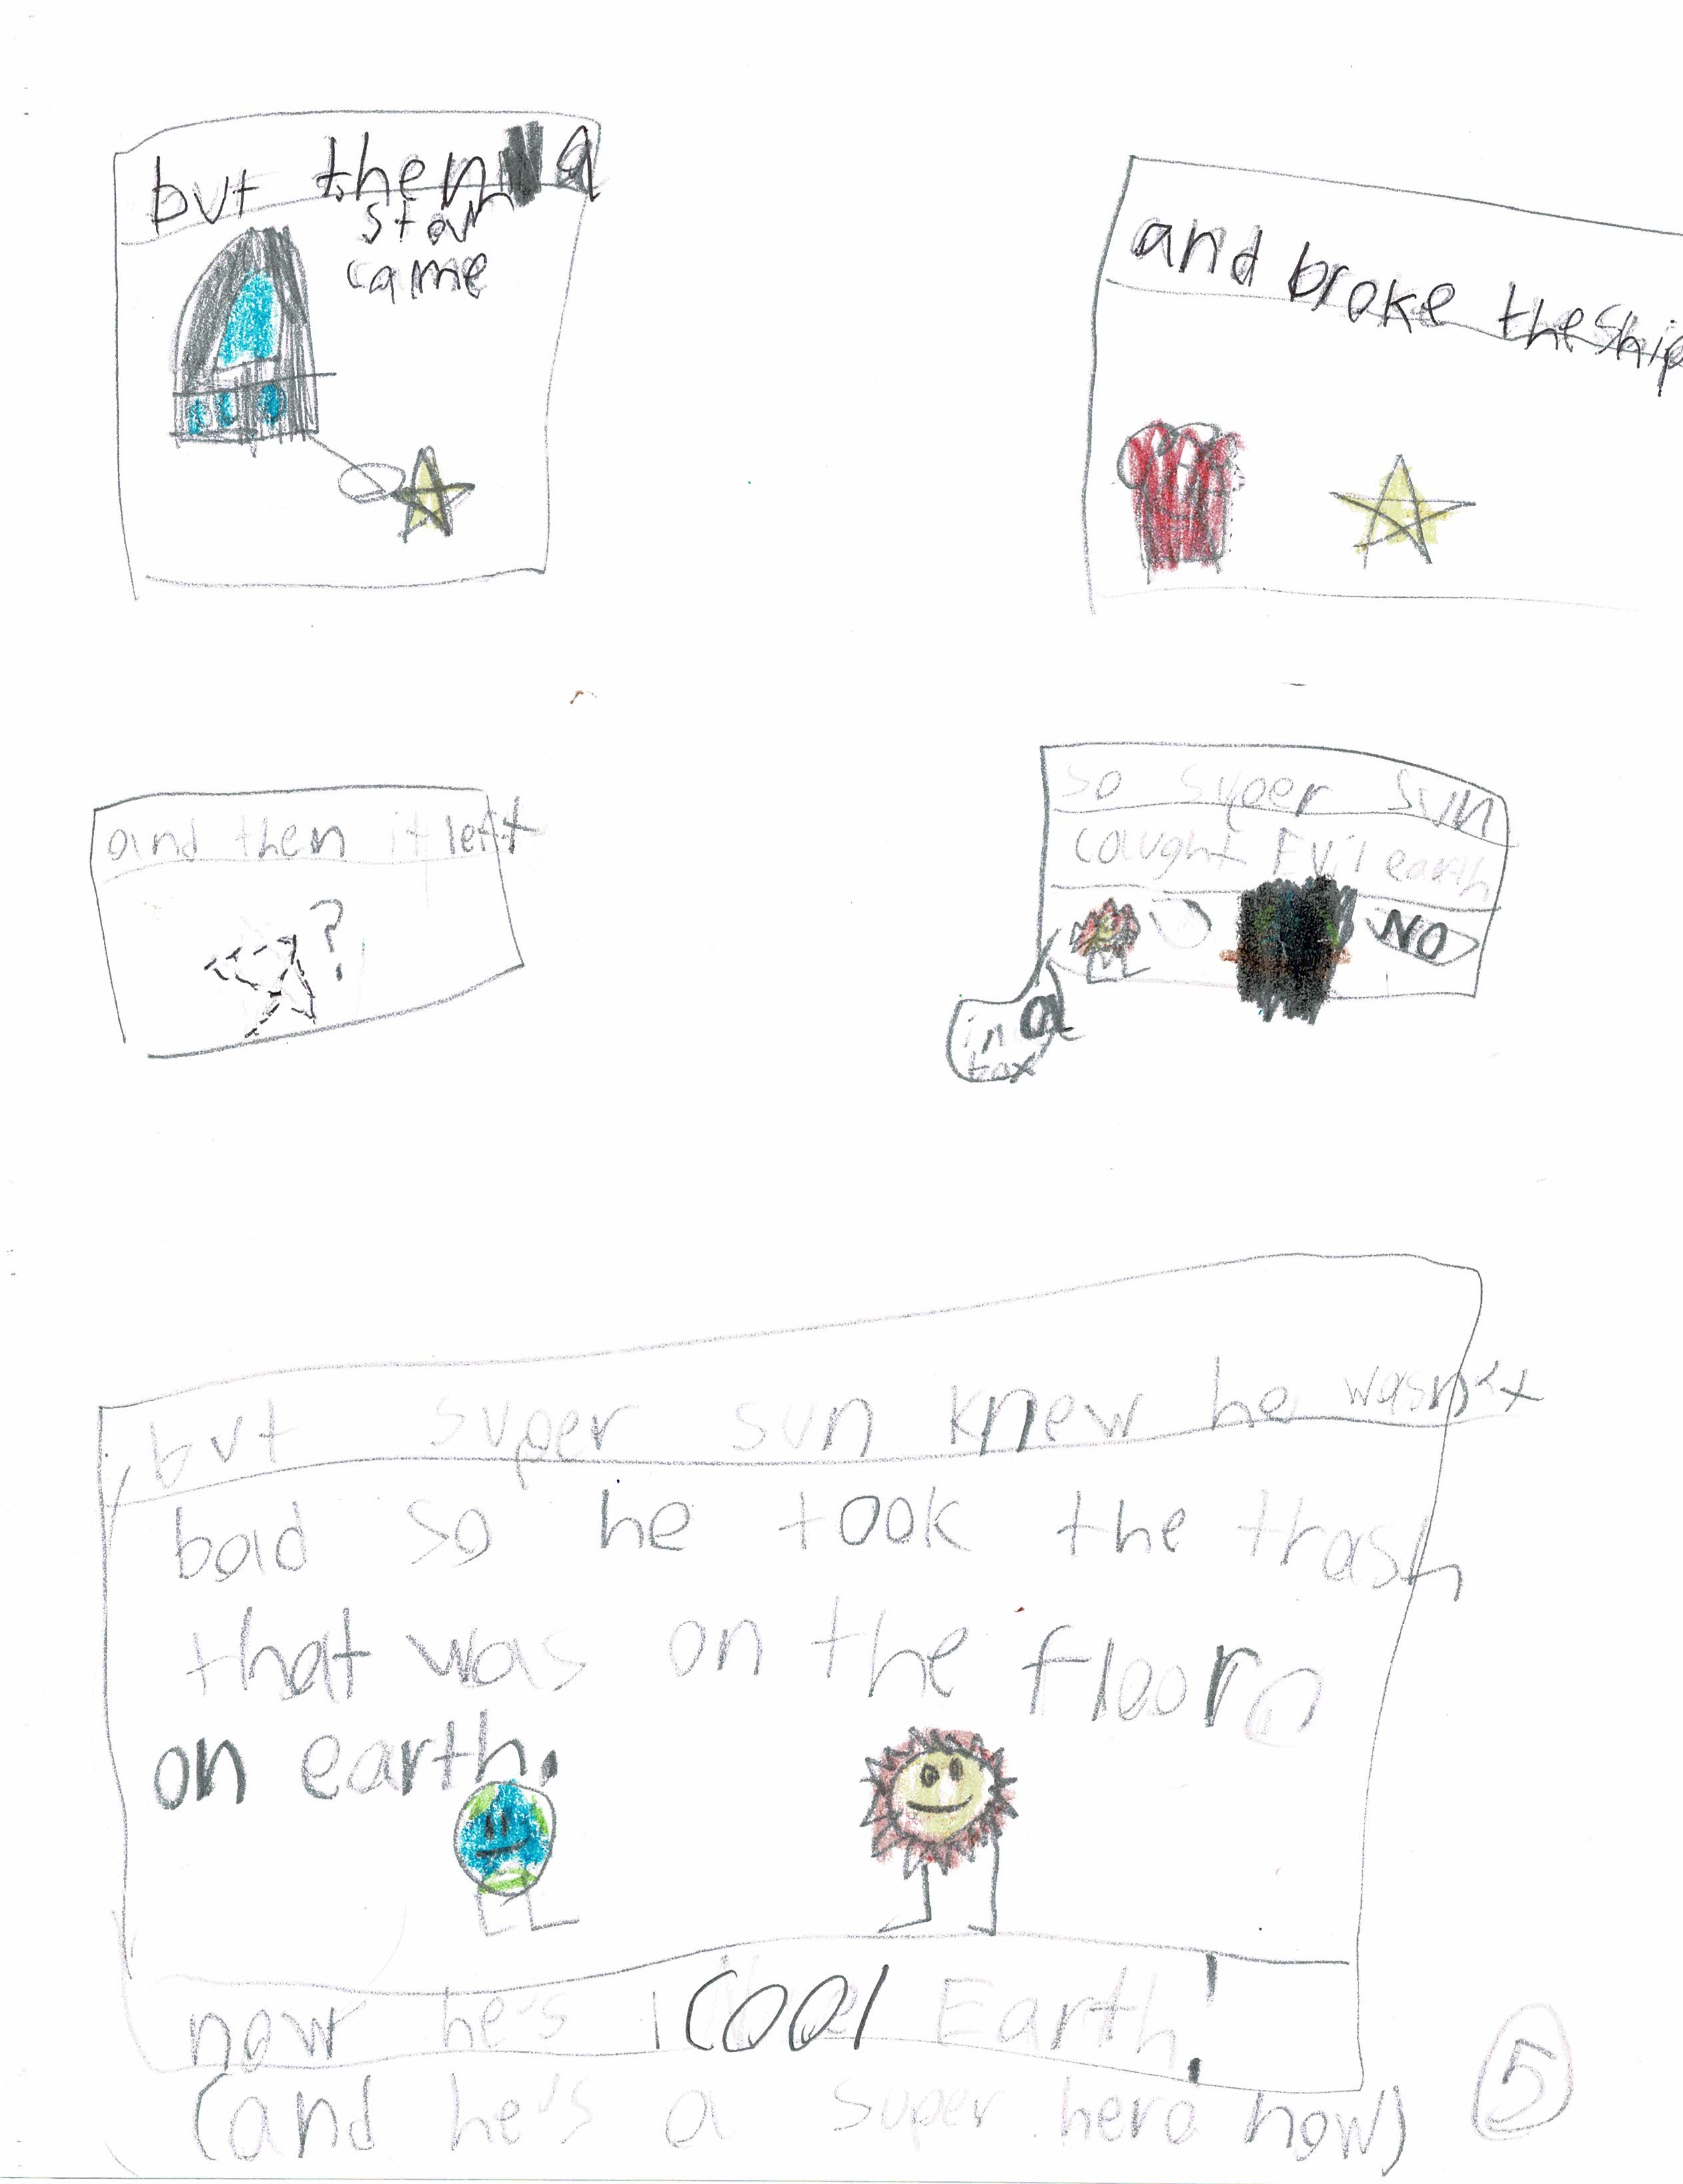 but then a
star
came
and broke the ship
and then it left
?
so super sun
caught Evil earth
in a
box
NO
but super sun knew he wasn't
bad so he took the trash
that was on the floor
on earth.
now he's cool Earth!
(and he's a super hero now)
5